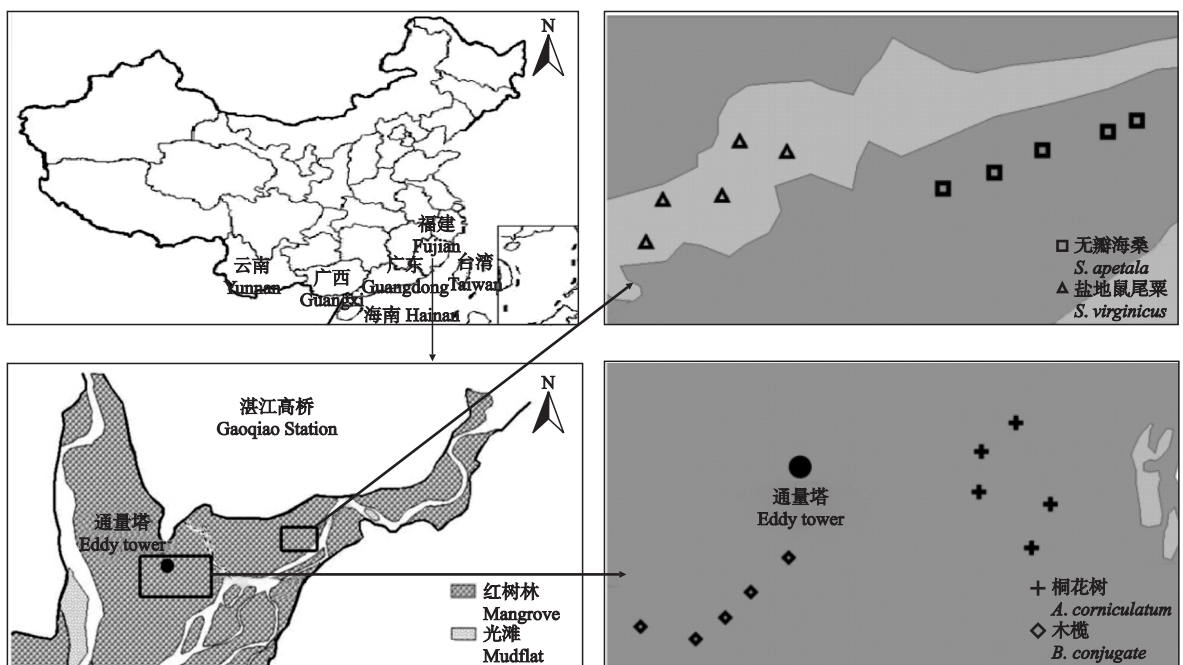 N
福建
Fujian
云南
Yunnan
广西
Guangxi
广东
Guangdong
台湾
Taiwan
海南 Hainan
无瓣海桑
S. apetala
盐地鼠尾粟
S. virginicus
N
湛江高桥
Gaoqiao Station
通量塔
Eddy tower
红树林
Mangrove
光滩
Mudflat
通量塔
Eddy tower
桐花树
A. corniculatum
木榄
B. conjugate